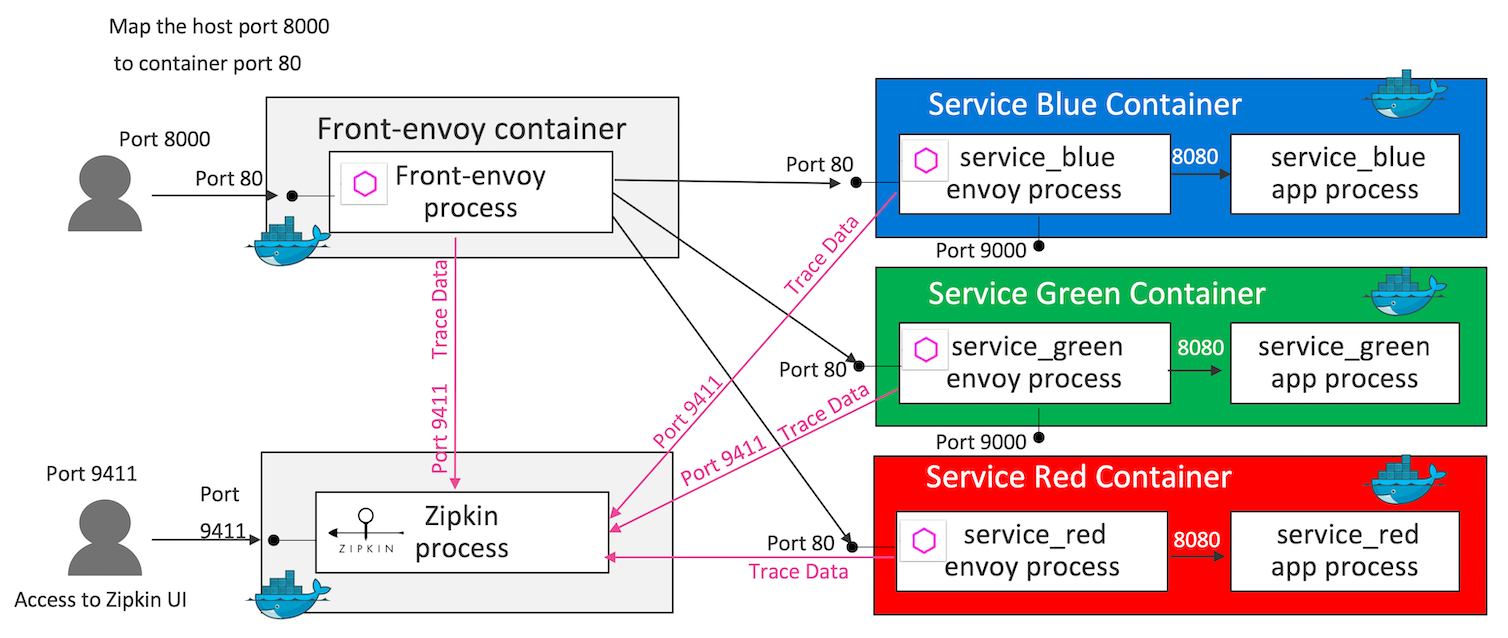 Map the host port 8000
to container port 80
Port 8000
Port 80
Front-envoy container
Front-envoy
process
Port 80
Service Blue Container
service_blue
envoy process
8080
service_blue
app process
Port 9000
Trace Data
Port 9411
Trace Data
Port 9411
Port 80
Service Green Container
service_green
envoy process
8080
service_green
app process
Port 9000
Port 9411 Trace Data
Port 9411
Port
9411
Access to Zipkin UI
ZIPKIN
Zipkin
process
Port 80
Trace Data
Service Red Container
service_red
envoy process
8080
service_red
app process